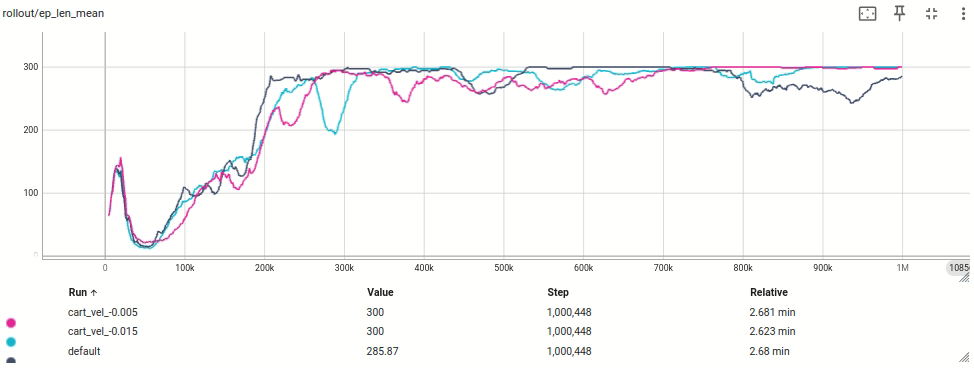 rollout/ep_len_mean
300
200
100
0
0 100k 200k 300k 400k 500k 600k 700k 800k 900k 1M
Run ↑ Value Step Relative
cart_vel_-0.005 300 1,000,448 2.681 min
cart_vel_-0.015 300 1,000,448 2.623 min
default 285.87 1,000,448 2.68 min